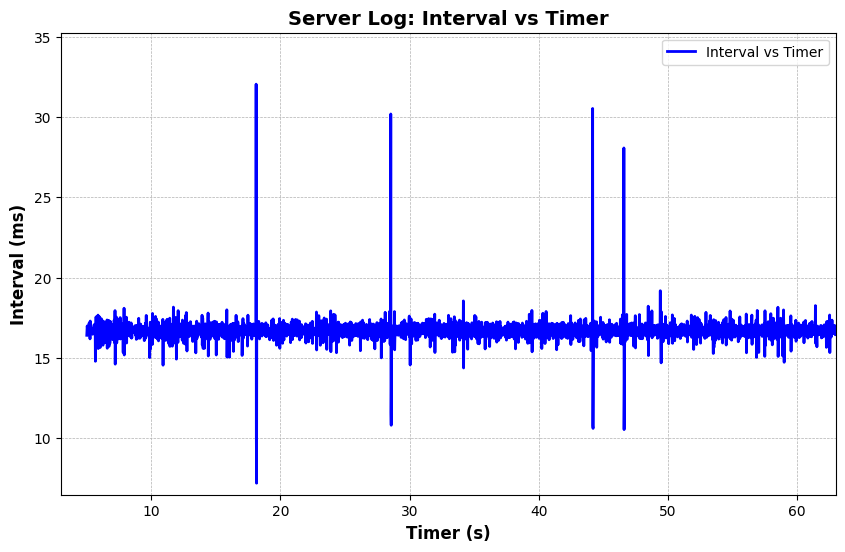 Server Log: Interval vs Timer
Interval vs Timer
35
30
25
20
15
10
Interval (ms)
10 20 30 40 50 60
Timer (s)